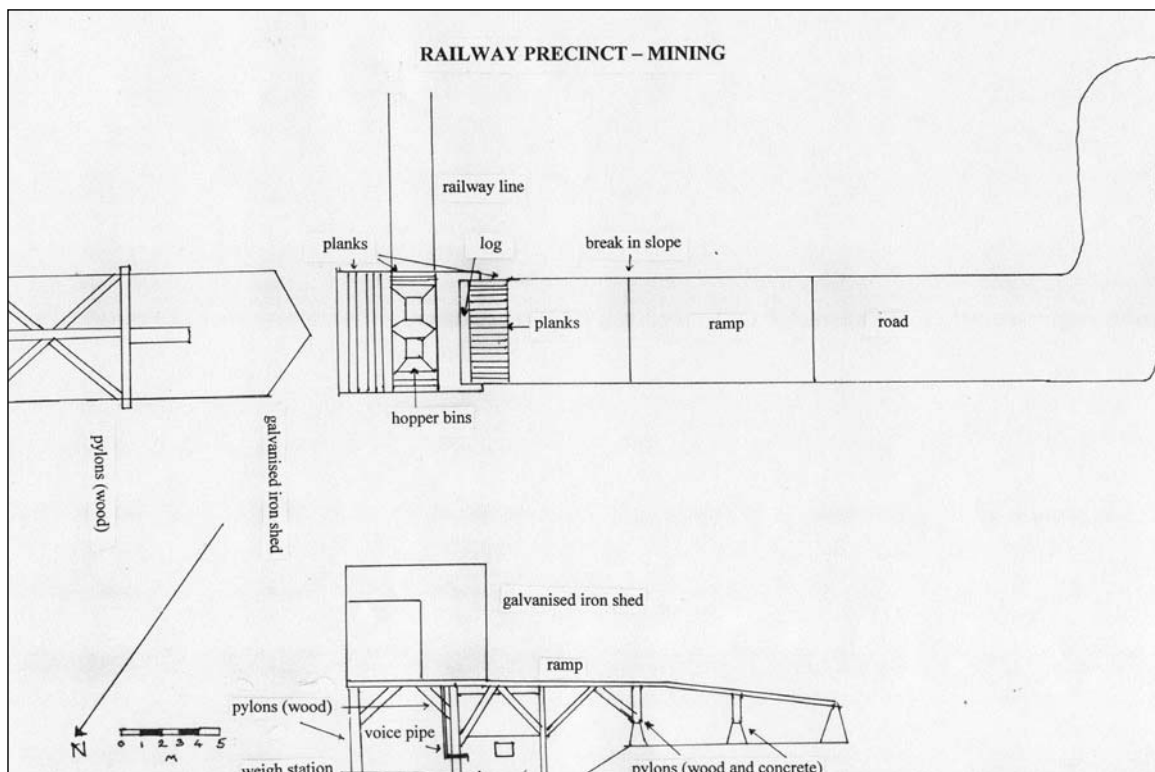 RAILWAY PRECINCT – MINING
railway line
planks
log
break in slope
planks
ramp
road
hopper bins
pylons (wood)
galvanised iron shed
galvanised iron shed
ramp
pylons (wood)
voice pipe
weigh station
pylons (wood and concrete)
N
0 1 2 3 4 5
m